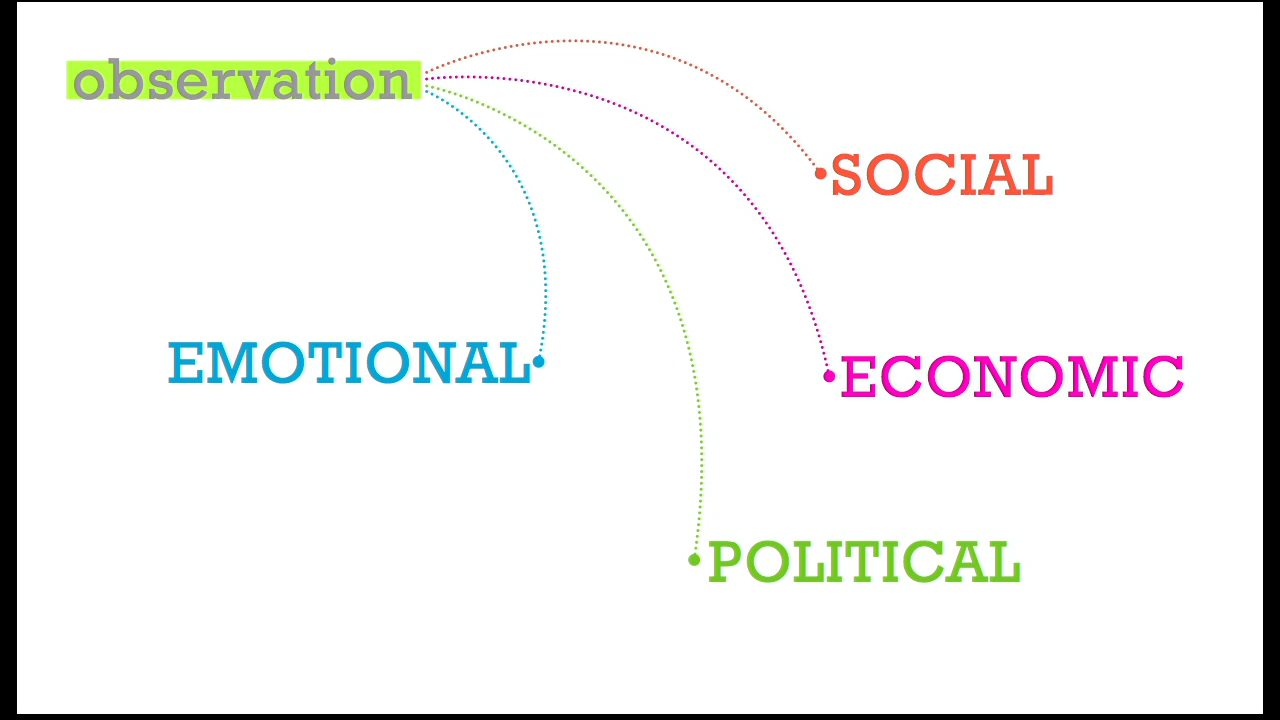 observation
SOCIAL
EMOTIONAL
ECONOMIC
POLITICAL